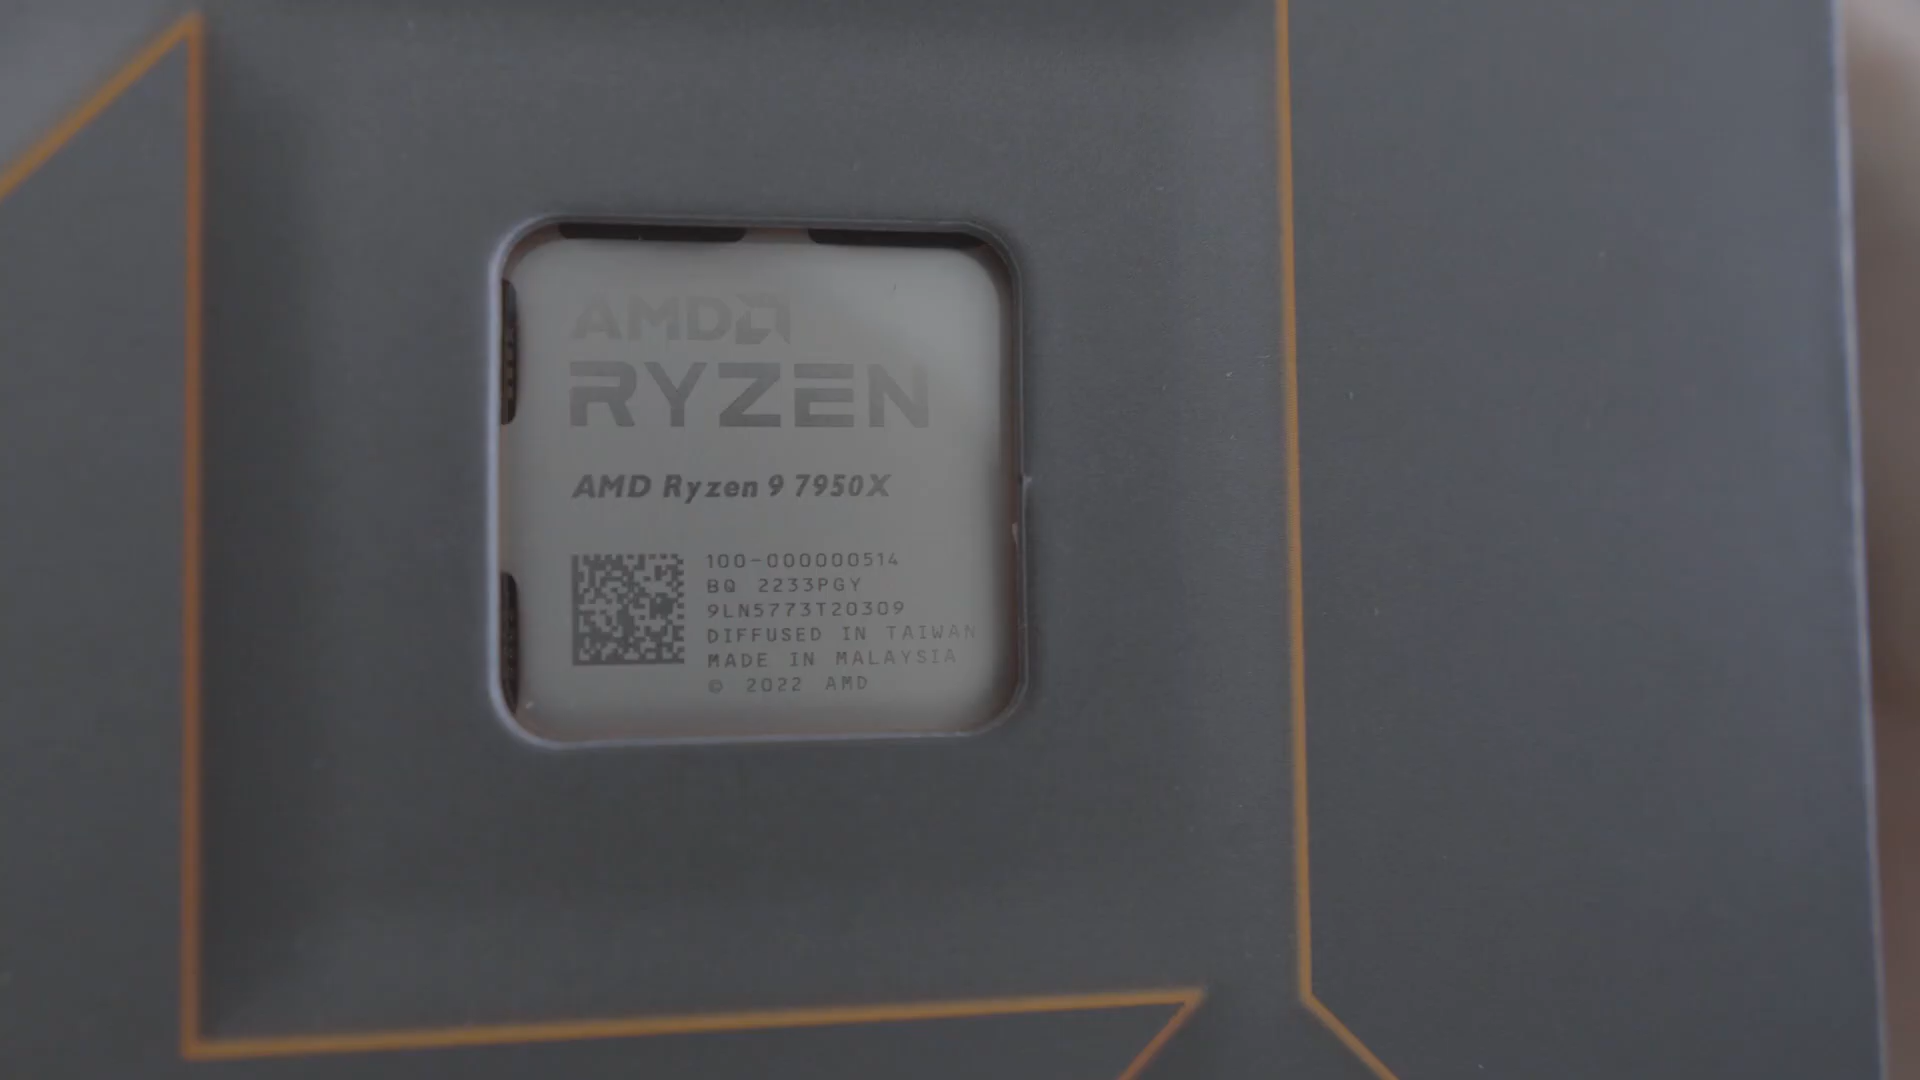 AMD
RYZEN
AMD Ryzen 9 7950X
100-000000514
BQ 2233PGY
9LN5773T20309
DIFFUSED IN TAIWAN
MADE IN MALAYSIA
© 2022 AMD